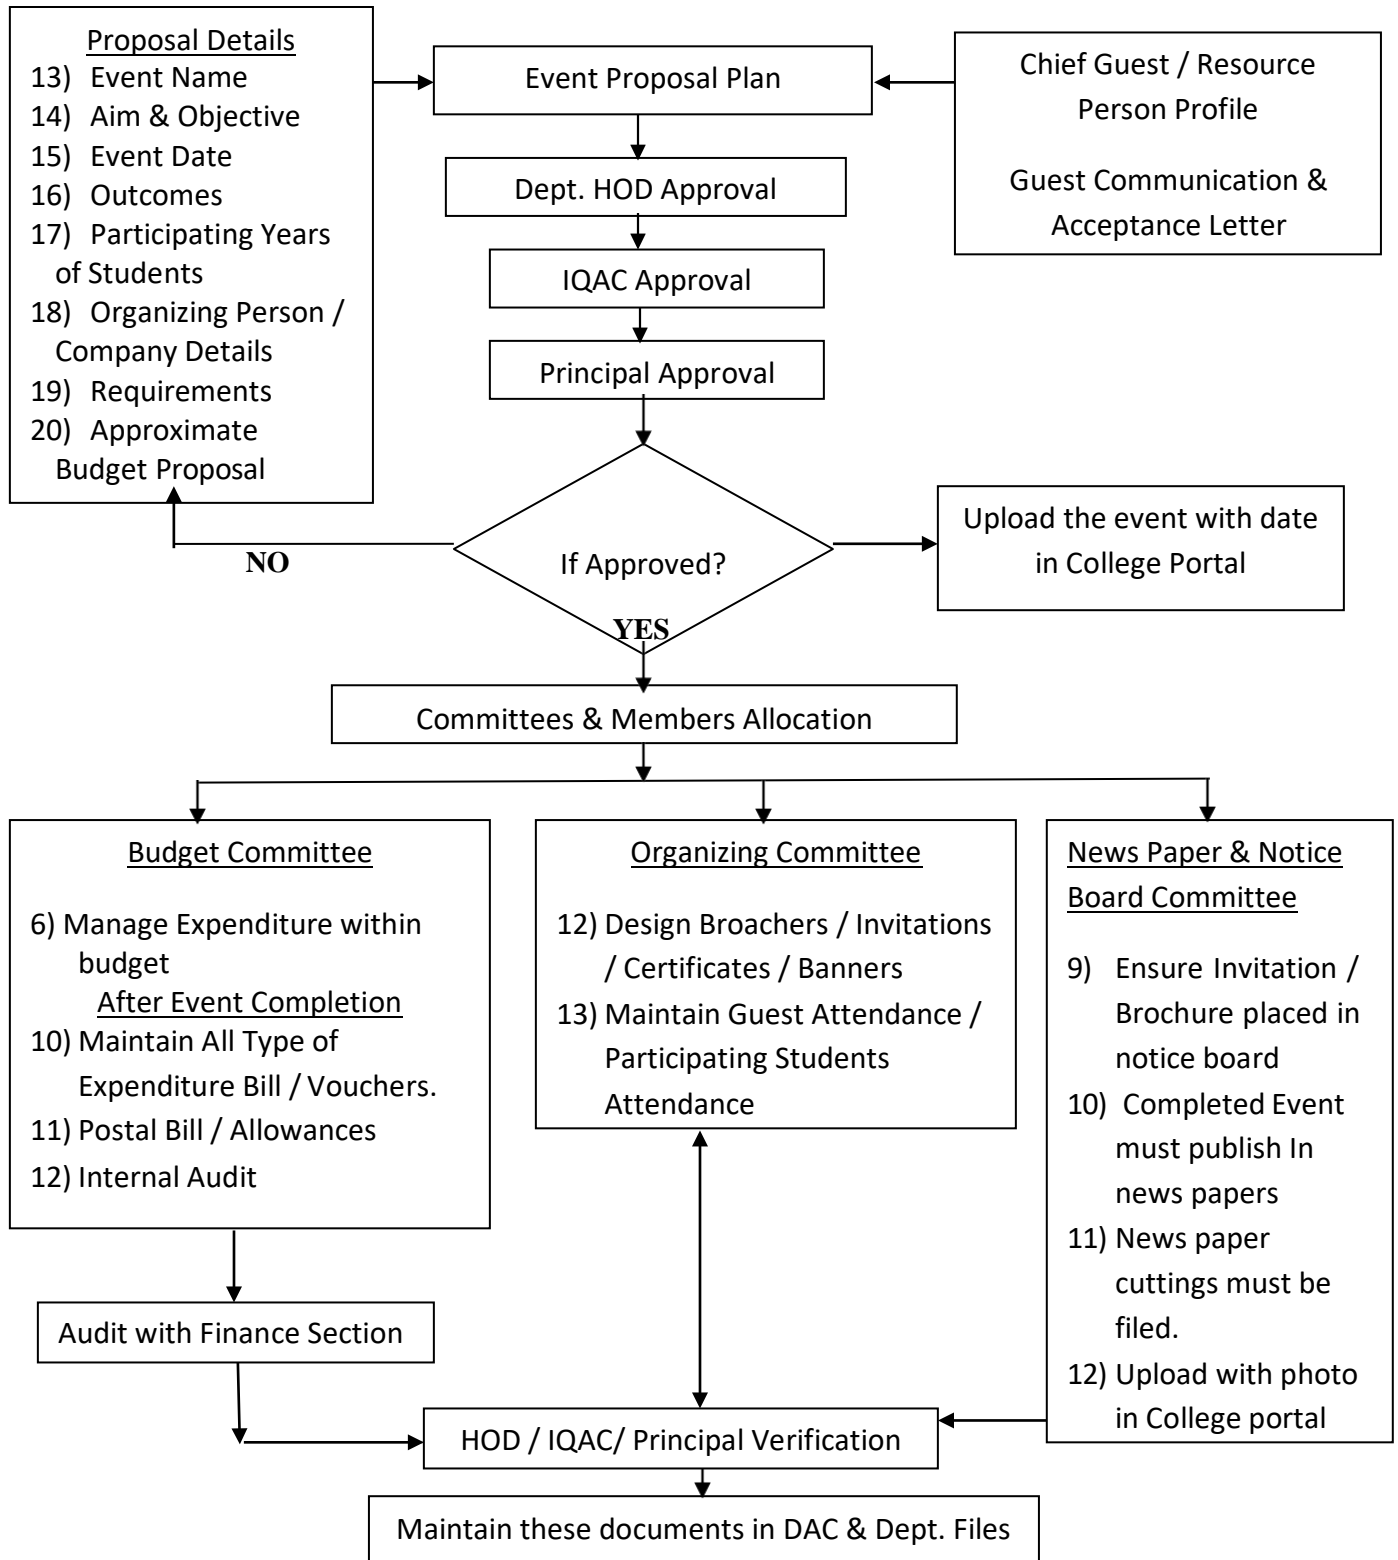 Proposal Details
13) Event Name
14) Aim & Objective
15) Event Date
16) Outcomes
17) Participating Years
of Students
18) Organizing Person /
Company Details
19) Requirements
20) Approximate
Budget Proposal
Event Proposal Plan
Chief Guest / Resource
Person Profile
Guest Communication &
Acceptance Letter
Dept. HOD Approval
IQAC Approval
Principal Approval
If Approved?
NO
YES
Upload the event with date
in College Portal
Committees & Members Allocation
Budget Committee
6) Manage Expenditure within
budget
After Event Completion
10) Maintain All Type of
Expenditure Bill / Vouchers.
11) Postal Bill / Allowances
12) Internal Audit
Organizing Committee
12) Design Broachers / Invitations
/ Certificates / Banners
13) Maintain Guest Attendance /
Participating Students
Attendance
News Paper & Notice
Board Committee
9) Ensure Invitation /
Brochure placed in
notice board
10) Completed Event
must publish In
news papers
11) News paper
cuttings must be
filed.
12) Upload with photo
in College portal
Audit with Finance Section
HOD / IQAC/ Principal Verification
Maintain these documents in DAC & Dept. Files